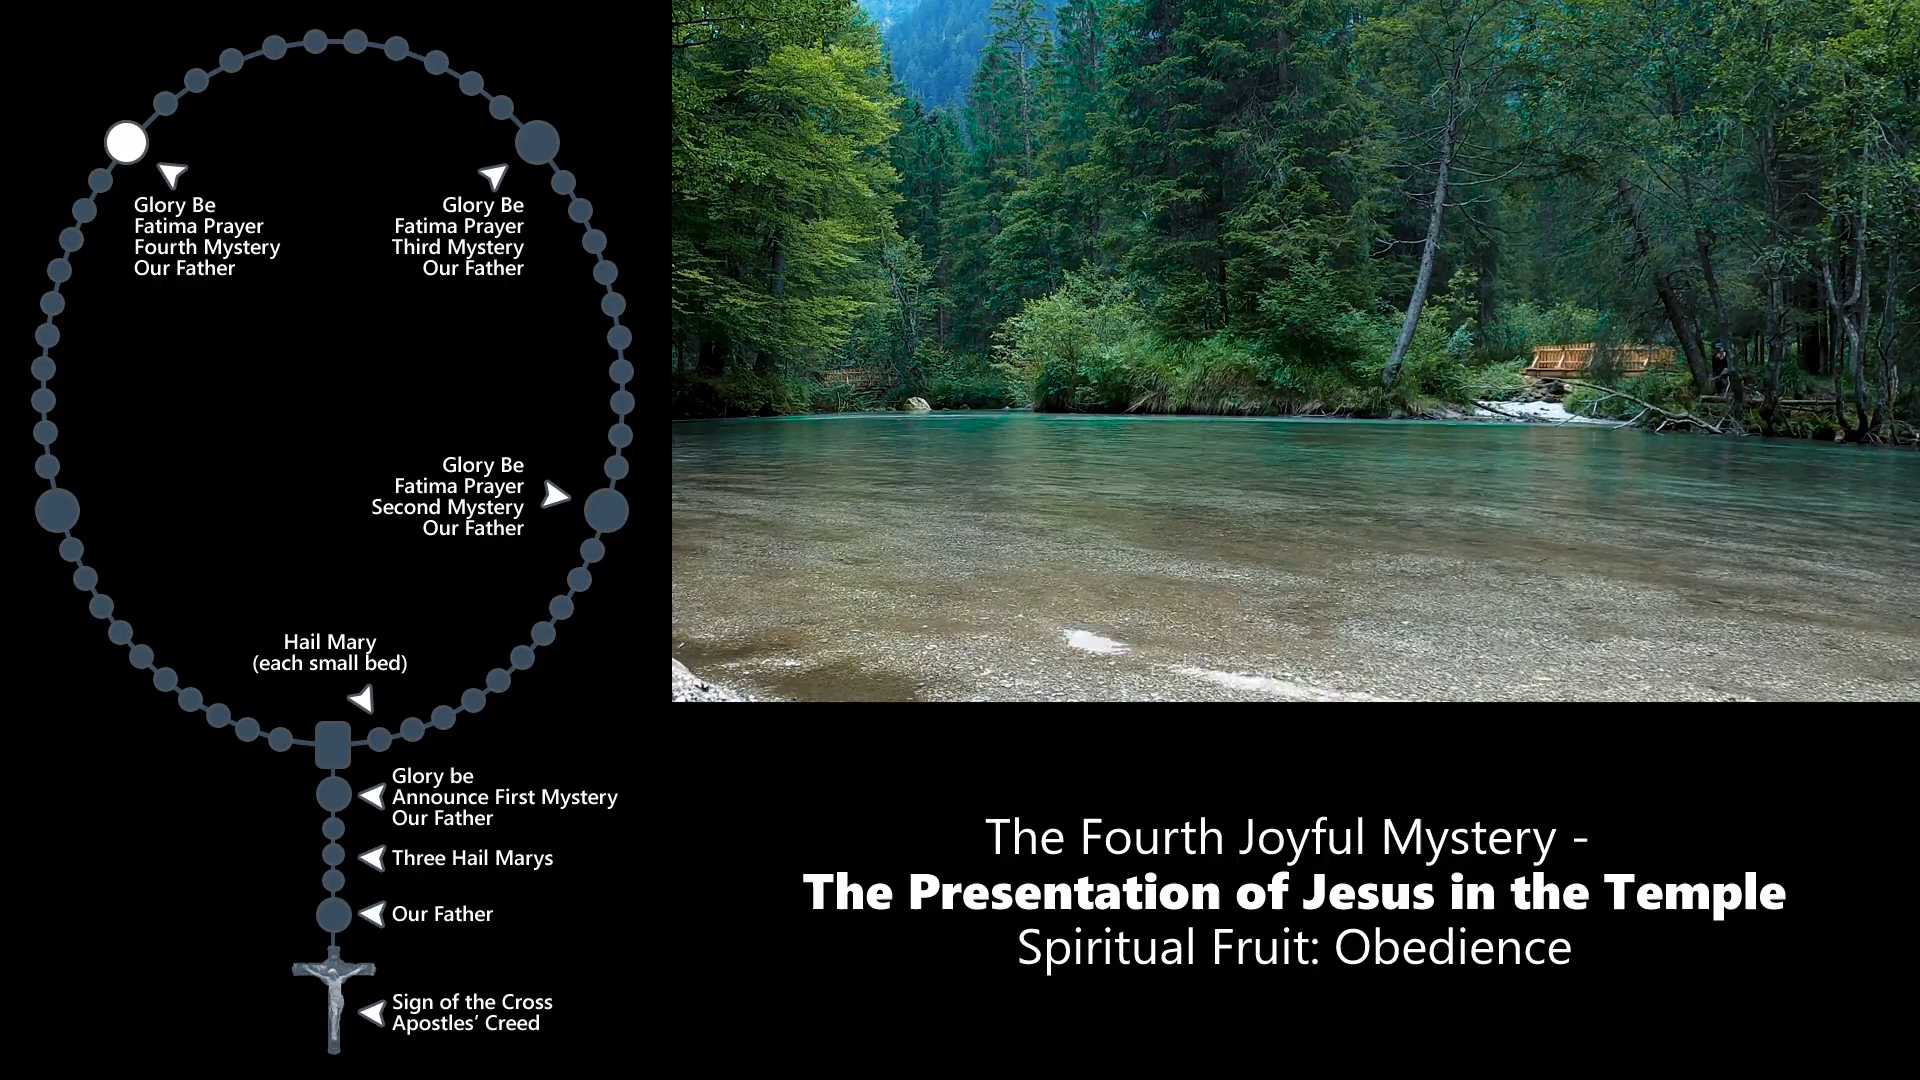 Glory Be
Fatima Prayer
Fourth Mystery
Our Father
Glory Be
Fatima Prayer
Third Mystery
Our Father
Glory Be
Fatima Prayer
Second Mystery
Our Father
Hail Mary
(each small bed)
Glory be
Announce First Mystery
Our Father
Three Hail Marys
Our Father
Sign of the Cross
Apostles’ Creed
The Fourth Joyful Mystery -
The Presentation of Jesus in the Temple
Spiritual Fruit: Obedience